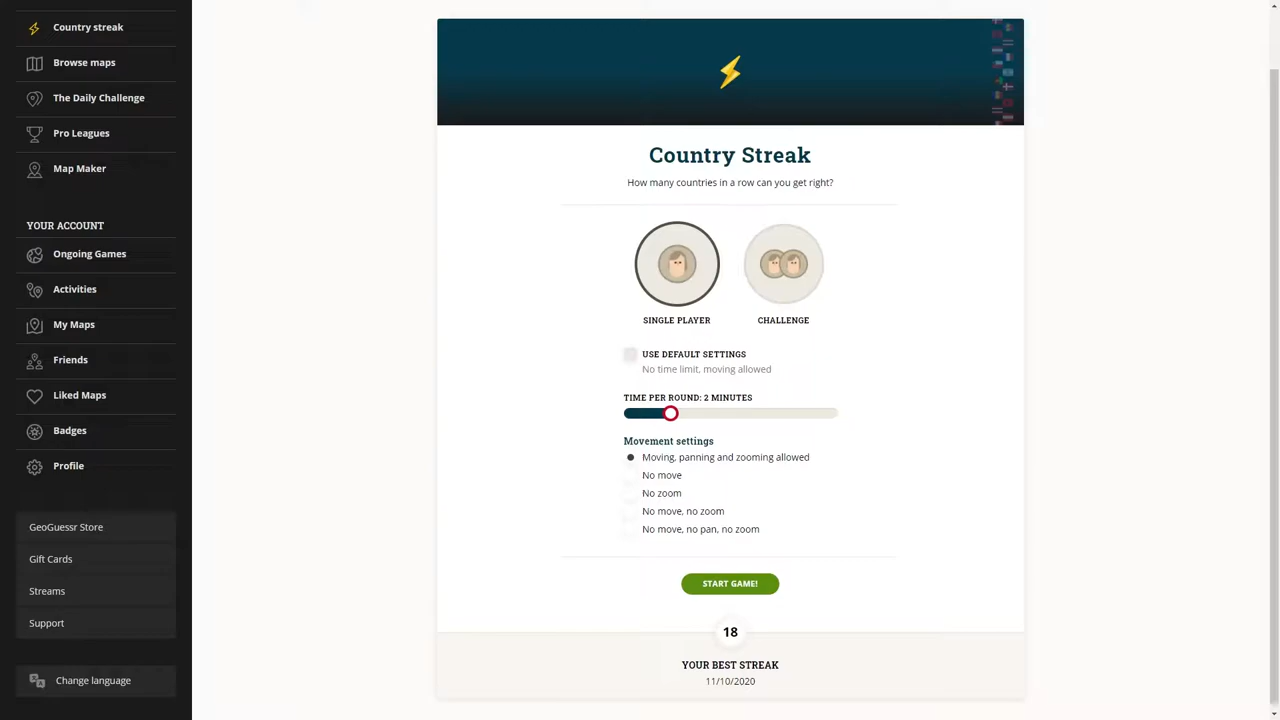 Country streak
Browse maps
The Daily Challenge
Pro Leagues
Map Maker
YOUR ACCOUNT
Ongoing Games
Activities
My Maps
Friends
Liked Maps
Badges
Profile
GeoGuessr Store
Gift Cards
Streams
Support
Change language
Country Streak
How many countries in a row can you get right?
SINGLE PLAYER
CHALLENGE
USE DEFAULT SETTINGS
No time limit, moving allowed
TIME PER ROUND: 2 MINUTES
Movement settings
Moving, panning and zooming allowed
No move
No zoom
No move, no zoom
No move, no pan, no zoom
START GAME!
18
YOUR BEST STREAK
11/10/2020